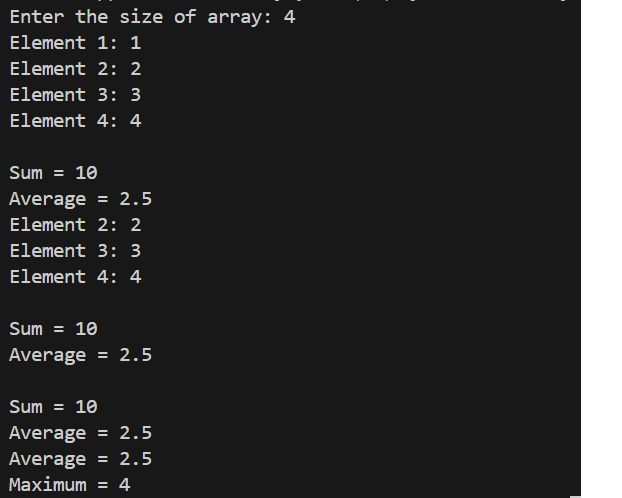 Enter the size of array: 4
Element 1: 1
Element 2: 2
Element 3: 3
Element 4: 4

Sum = 10
Average = 2.5
Element 2: 2
Element 3: 3
Element 4: 4

Sum = 10
Average = 2.5

Sum = 10
Average = 2.5
Average = 2.5
Maximum = 4